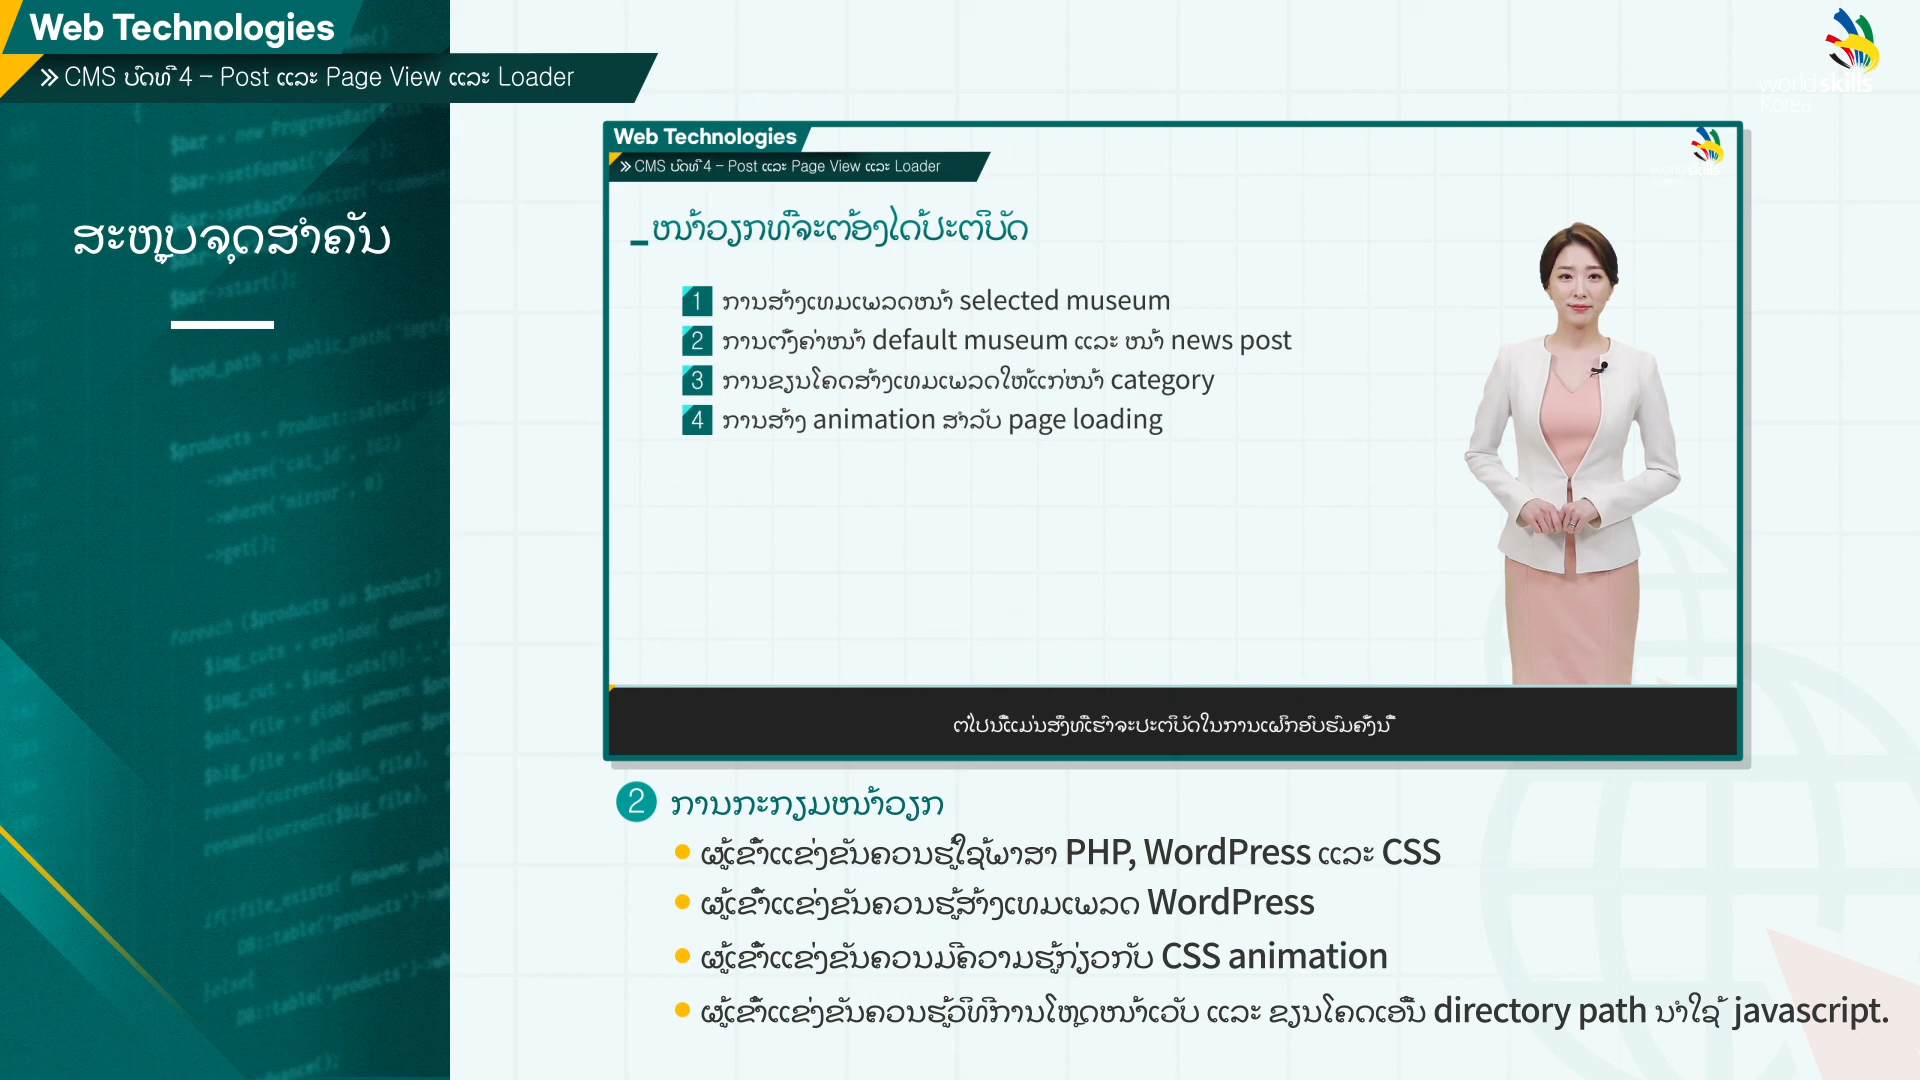 Web Technologies
CMS ບົດທີ 4 – Post ແລະ Page View ແລະ Loader
ສະຫຼຸບຈຸດສຳຄັນ
worldskills
Korea
Web Technologies
CMS ບົດທີ 4 – Post ແລະ Page View ແລະ Loader
ໜ້າວຽກທີ່ຈະຕ້ອງໄດ້ປະຕິບັດ
1 ການສ້າງເທມເພລດໜ້າ selected museum
2 ການຕັ້ງຄ່າໜ້າ default museum ແລະ ໜ້າ news post
3 ການຂຽນໂຄດສ້າງເທມເພລດໃຫ້ແກ່ໜ້າ category
4 ການສ້າງ animation ສຳລັບ page loading
ຕໍ່ໄປນີ້ແມ່ນສິ່ງທີ່ເຮົາຈະປະຕິບັດໃນການເຝິກອົບຮົມຄັ້ງນີ້
2 ການກະກຽມໜ້າວຽກ
ຜູ້ເຂົ້າແຂ່ງຂັນຄວນຮູ້ໃຊ້ພາສາ PHP, WordPress ແລະ CSS
ຜູ້ເຂົ້າແຂ່ງຂັນຄວນຮູ້ສ້າງເທມເພລດ WordPress
ຜູ້ເຂົ້າແຂ່ງຂັນຄວນມີຄວາມຮູ້ກ່ຽວກັບ CSS animation
ຜູ້ເຂົ້າແຂ່ງຂັນຄວນຮູ້ວິທີການໂຫຼດໜ້າເວັບ ແລະ ຂຽນໂຄດເອີ້ນ directory path ນຳໃຊ້ javascript.